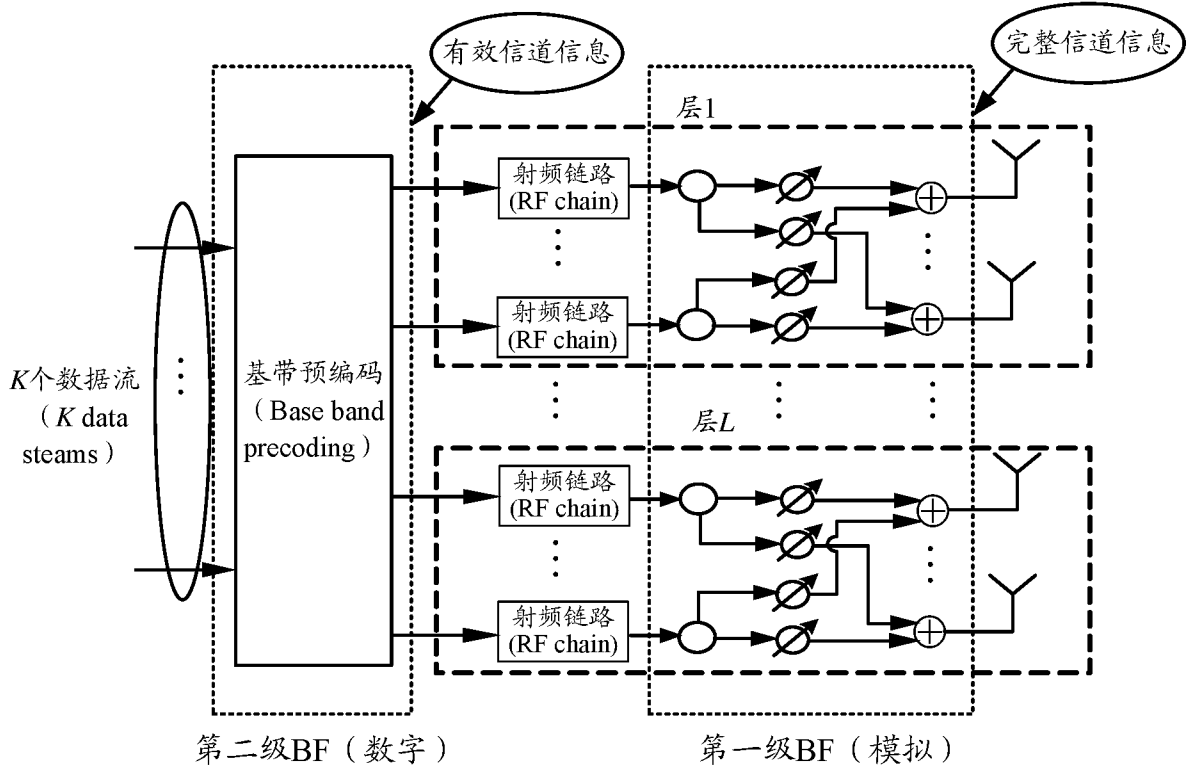 有效信道信息
完整信道信息
层1
射频链路
(RF chain)
射频链路
(RF chain)
K个数据流
（K data
steams）
基带预编码
（Base band
precoding）
层L
射频链路
(RF chain)
射频链路
(RF chain)
第二级BF（数字）
第一级BF（模拟）